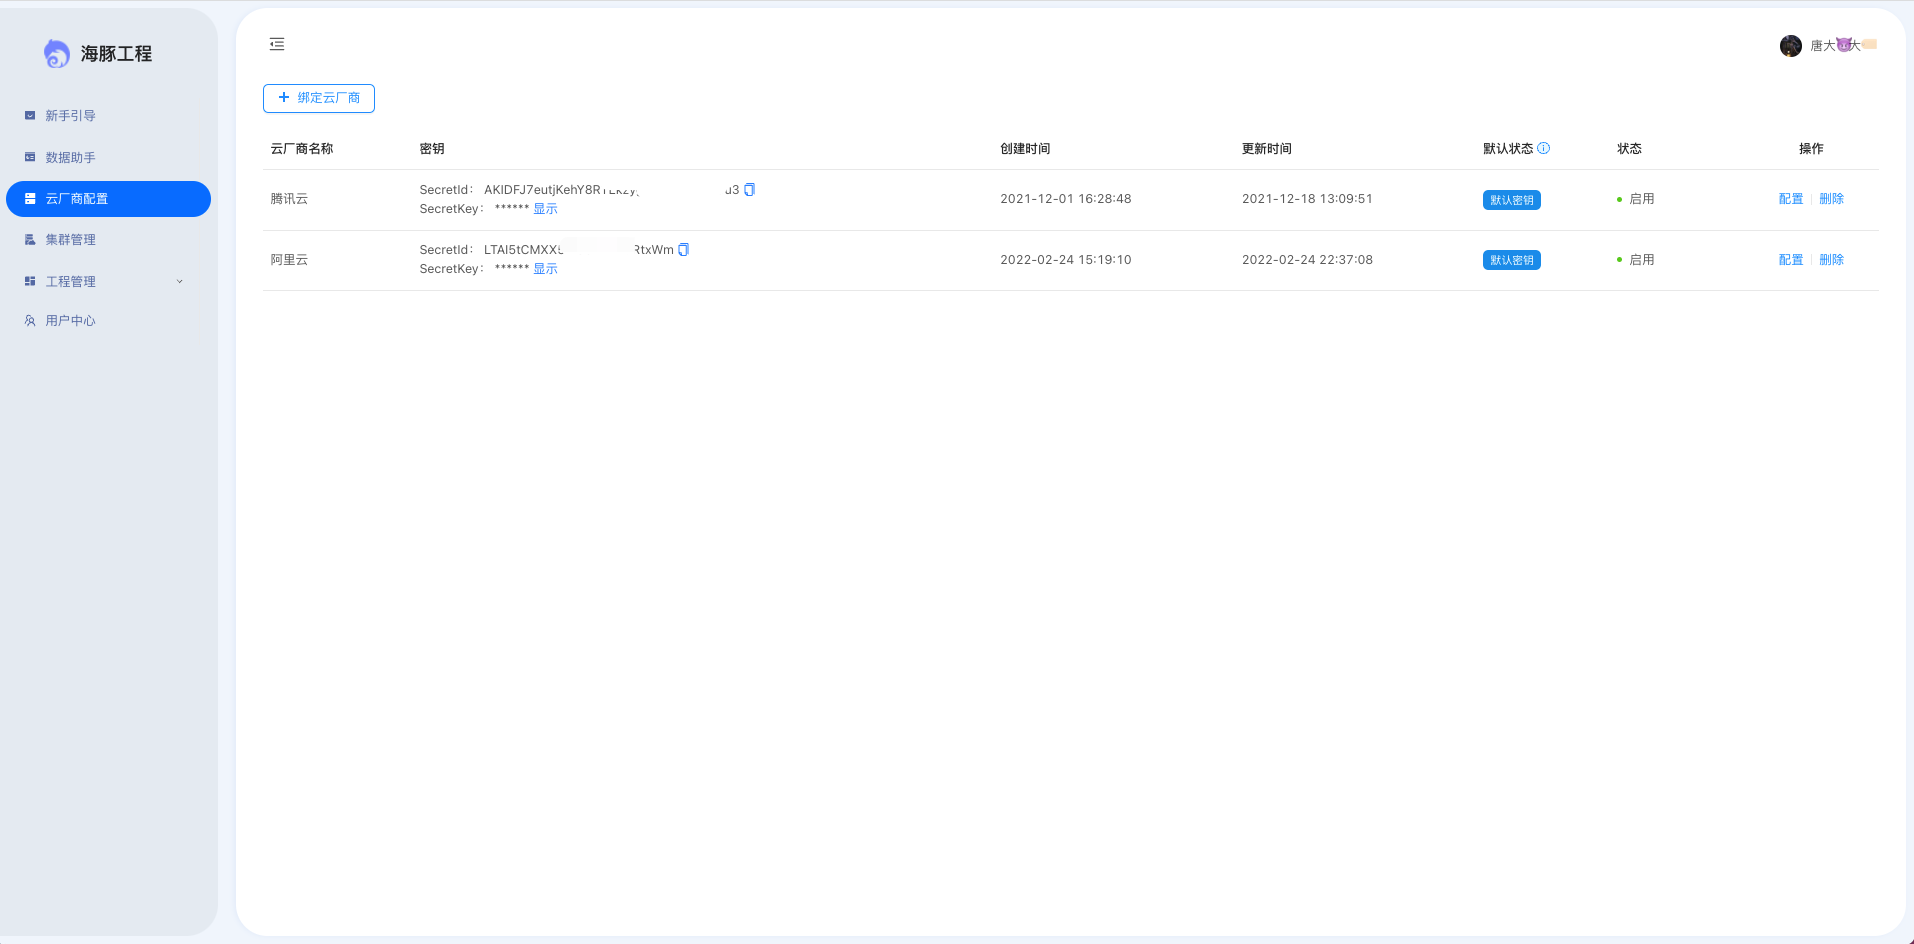 海豚工程
新手引导
数据助手
云厂商配置
集群管理
工程管理
用户中心
唐大😈大
+ 绑定云厂商
云厂商名称 密钥 创建时间 更新时间 默认状态 状态 操作
腾讯云 SecretId: AKIDFJ7eutjKehY8R u3 2021-12-01 16:28:48 2021-12-18 13:09:51 默认密钥 启用 配置 删除
SecretKey: ****** 显示
阿里云 SecretId: LTAI5tCMXX RtxWm 2022-02-24 15:19:10 2022-02-24 22:37:08 默认密钥 启用 配置 删除
SecretKey: ****** 显示